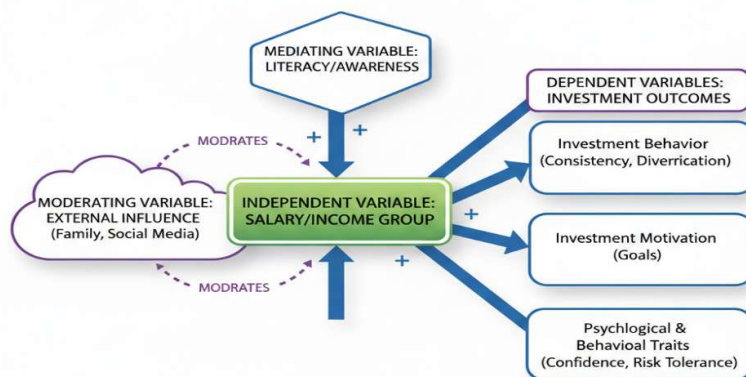 MEDIATING VARIABLE:
LITERACY/AWARENESS
+ +
MODRATES
MODERATING VARIABLE:
EXTERNAL INFLUENCE
(Family, Social Media)
MODRATES
INDEPENDENT VARIABLE:
SALARY/INCOME GROUP
+
+
DEPENDENT VARIABLES:
INVESTMENT OUTCOMES
Investment Behavior
(Consistency, Diverrication)
Investment Motivation
(Goals)
Psychlogical &
Behavioal Traits
(Confidence, Risk Tolerance)